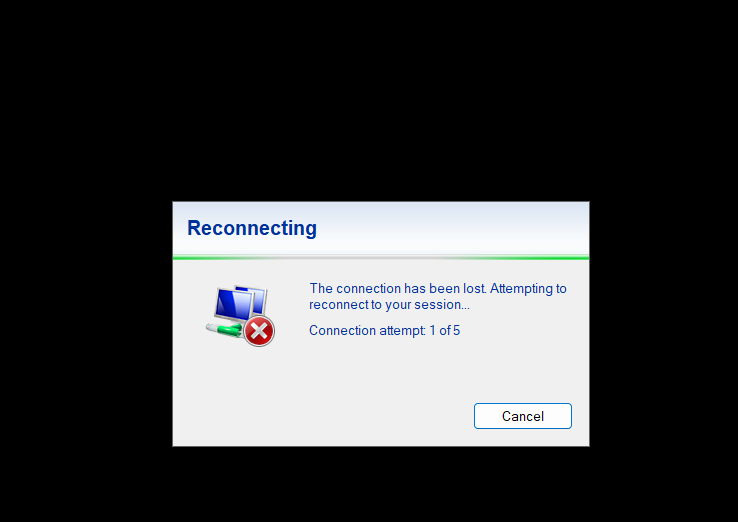 Reconnecting
The connection has been lost. Attempting to
reconnect to your session...
Connection attempt: 1 of 5
Cancel